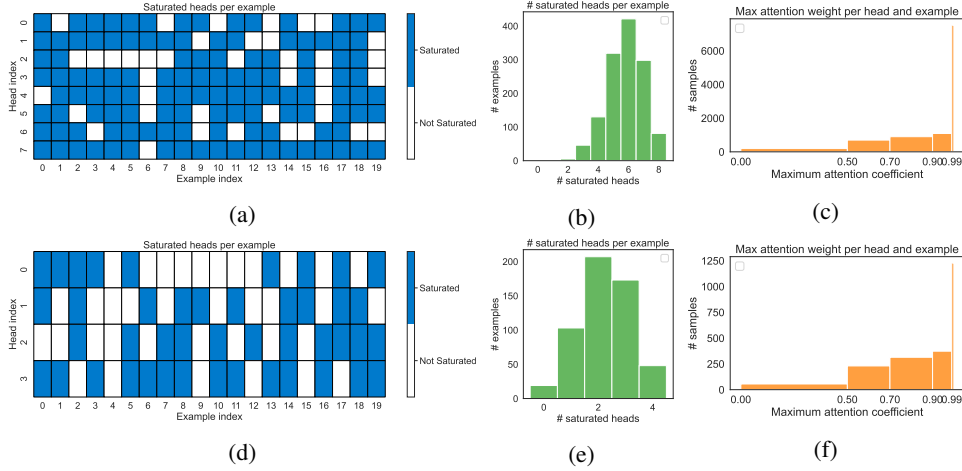 Saturated heads per example
Head index
0
1
2
3
4
5
6
7
0 1 2 3 4 5 6 7 8 9 10 11 12 13 14 15 16 17 18 19
Example index
Saturated
Not Saturated
(a)
# saturated heads per example
# examples
400
300
200
100
0
0 2 4 6 8
# saturated heads
(b)
Max attention weight per head and example
# samples
6000
4000
2000
0
0.00 0.50 0.70 0.90 0.99
Maximum attention coefficient
(c)
Saturated heads per example
Head index
0
1
2
3
0 1 2 3 4 5 6 7 8 9 10 11 12 13 14 15 16 17 18 19
Example index
Saturated
Not Saturated
(d)
# saturated heads per example
# examples
200
150
100
50
0
0 2 4
# saturated heads
(e)
Max attention weight per head and example
# samples
1250
1000
750
500
250
0
0.00 0.50 0.70 0.90 0.99
Maximum attention coefficient
(f)